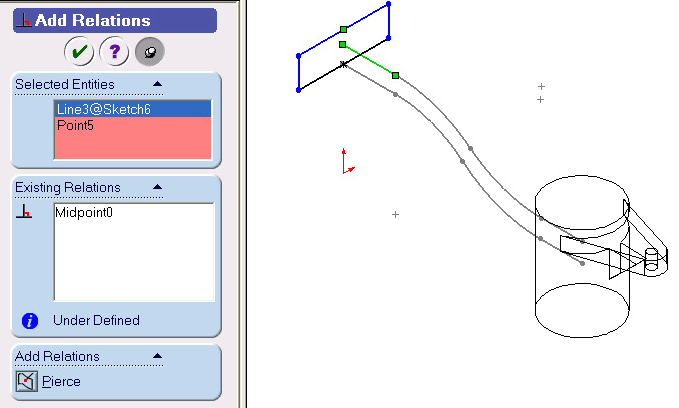 Add Relations
?
Selected Entities
Line3@Sketch6
Point5
Existing Relations
Midpoint0
Under Defined
Add Relations
Pierce